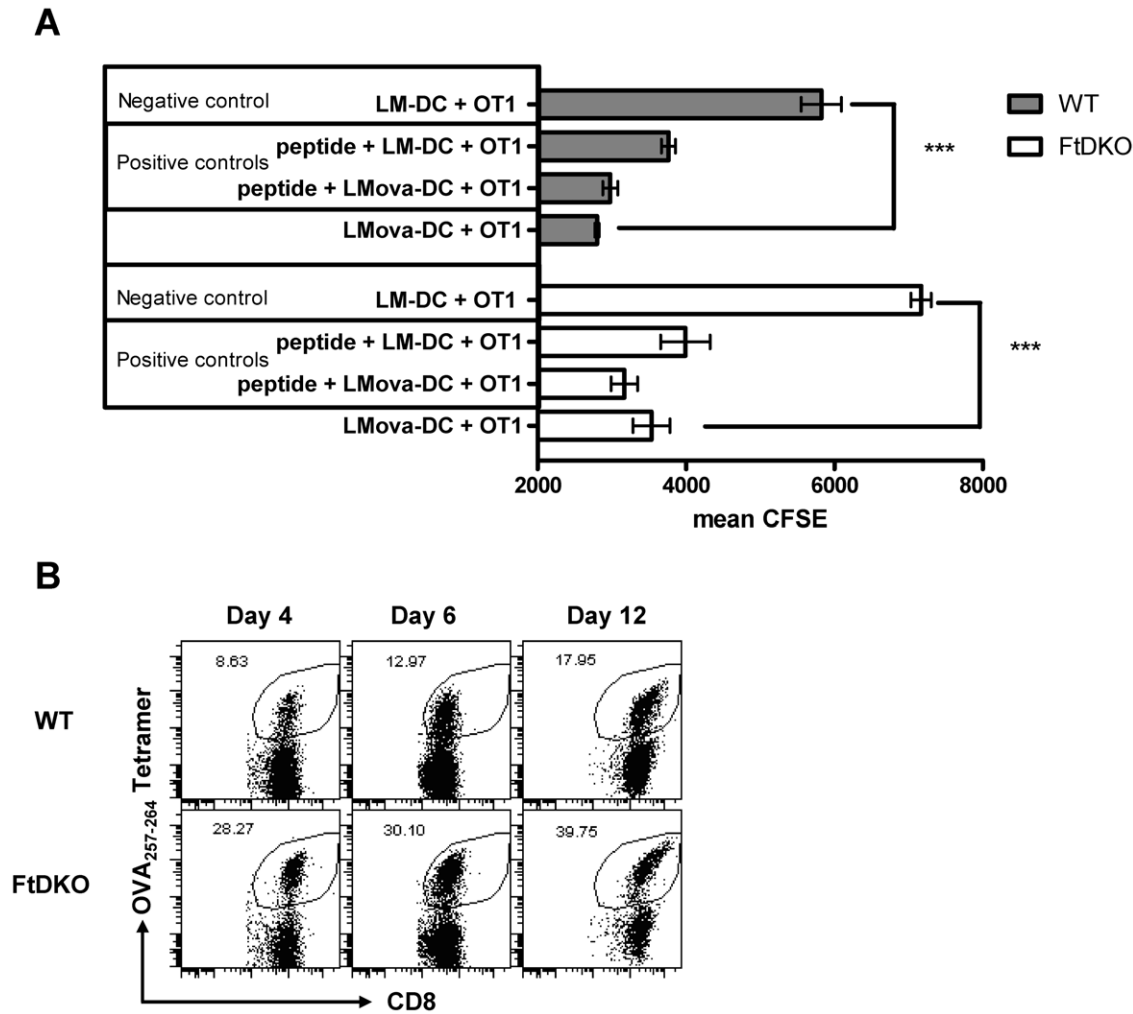 A
Negative control
LM-DC + OT1
WT
Positive controls
peptide + LM-DC + OT1
peptide + LMova-DC + OT1
***
FtDKO
LMova-DC + OT1
Negative control
LM-DC + OT1
Positive controls
peptide + LM-DC + OT1
peptide + LMova-DC + OT1
***
LMova-DC + OT1
2000 4000 6000 8000
mean CFSE
B
Day 4 Day 6 Day 12
WT
8.63 12.97 17.95
FtDKO
28.27 30.10 39.75
OVA257-264 Tetramer
CD8